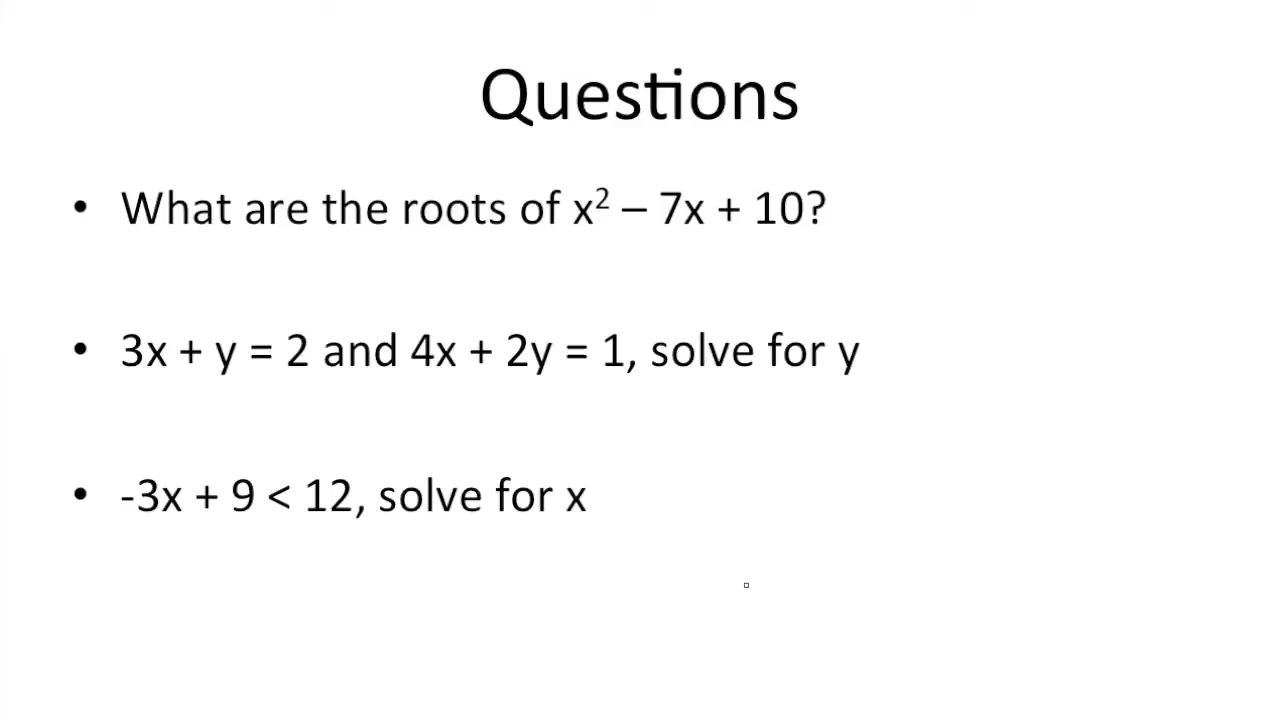 Questions
• What are the roots of x² – 7x + 10?
• 3x + y = 2 and 4x + 2y = 1, solve for y
• -3x + 9 < 12, solve for x